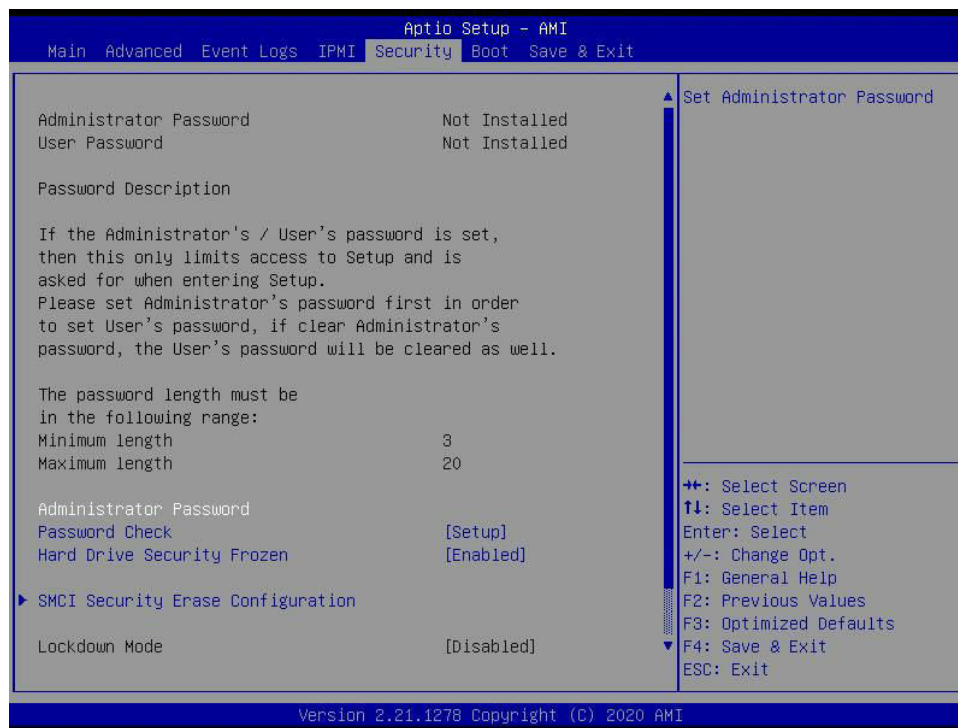 Aptio Setup – AMI
Main Advanced Event Logs IPMI Security Boot Save & Exit
Administrator Password Not Installed
User Password Not Installed
Password Description
If the Administrator's / User's password is set,
then this only limits access to Setup and is
asked for when entering Setup.
Please set Administrator's password first in order
to set User's password, if clear Administrator's
password, the User's password will be cleared as well.
The password length must be
in the following range:
Minimum length 3
Maximum length 20
Administrator Password
Password Check [Setup]
Hard Drive Security Frozen [Enabled]
SMCI Security Erase Configuration
Lockdown Mode [Disabled]
Set Administrator Password
→←: Select Screen
↑↓: Select Item
Enter: Select
+/-: Change Opt.
F1: General Help
F2: Previous Values
F3: Optimized Defaults
F4: Save & Exit
ESC: Exit
Version 2.21.1278 Copyright (C) 2020 AMI